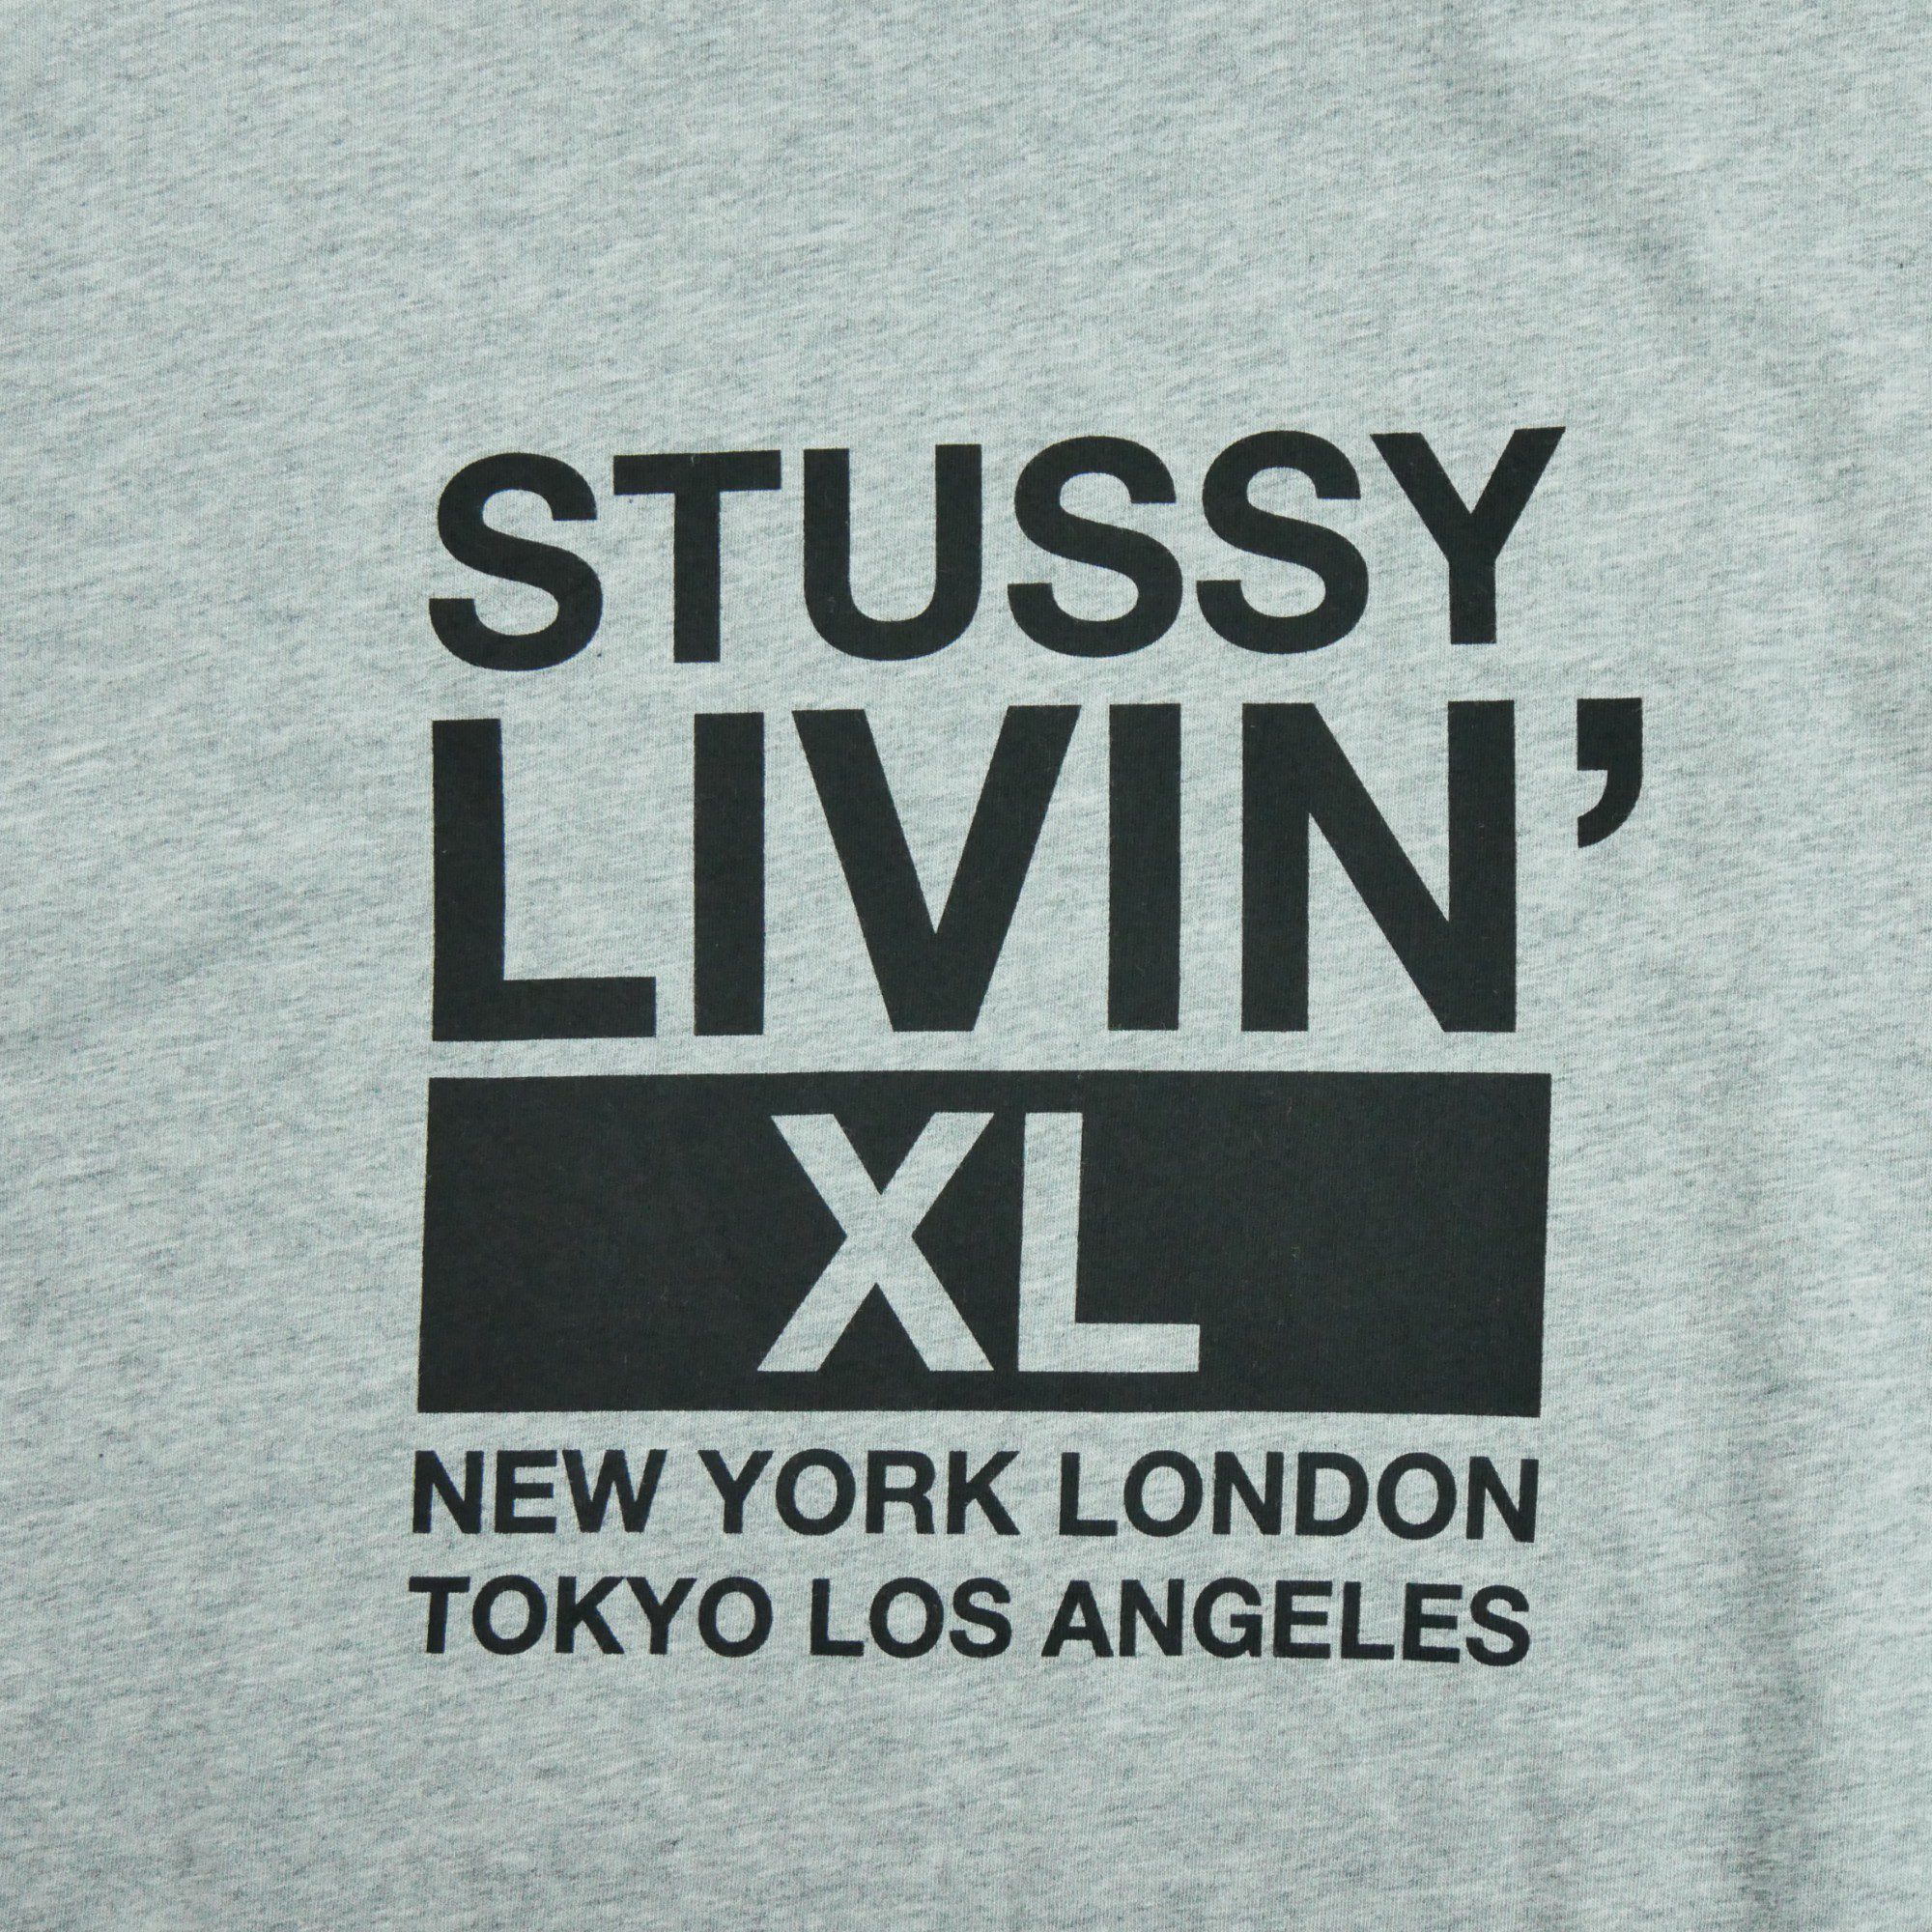 STUSSY
LIVIN’
XL
NEW YORK LONDON
TOKYO LOS ANGELES